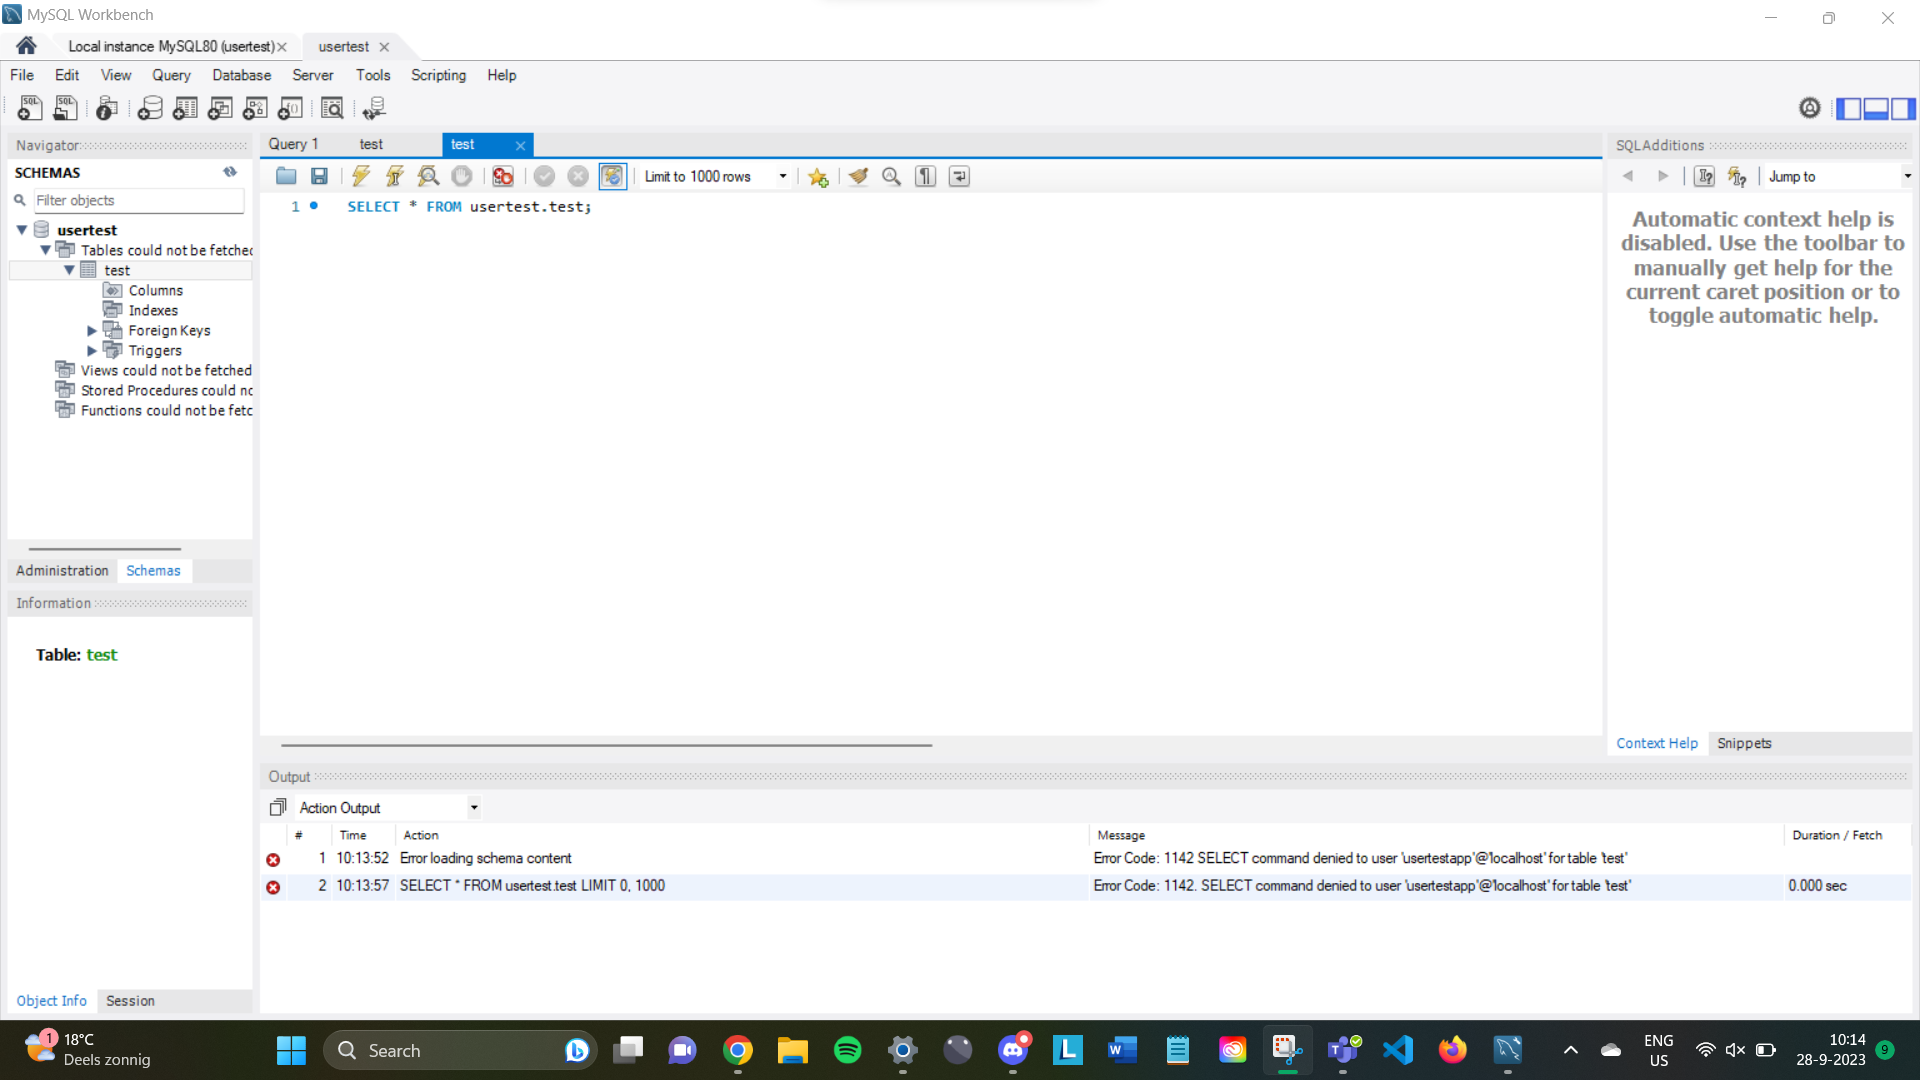 MySQL Workbench
Local instance MySQL80 (usertest)
usertest
File Edit View Query Database Server Tools Scripting Help
Navigator
SCHEMAS
Filter objects
usertest
Tables could not be fetched
test
Columns
Indexes
Foreign Keys
Triggers
Views could not be fetched
Stored Procedures could no
Functions could not be fetc
Administration Schemas
Information
Table: test
Object Info Session
Query 1 test test
Limit to 1000 rows
1 SELECT * FROM usertest.test;
SQLAdditions
Jump to
Automatic context help is
disabled. Use the toolbar to
manually get help for the
current caret position or to
toggle automatic help.
Context Help Snippets
Output
Action Output
# Time Action Message Duration / Fetch
1 10:13:52 Error loading schema content Error Code: 1142 SELECT command denied to user 'usertestapp'@'localhost' for table 'test'
2 10:13:57 SELECT * FROM usertest.test LIMIT 0, 1000 Error Code: 1142. SELECT command denied to user 'usertestapp'@'localhost' for table 'test' 0.000 sec
1
18°C
Deels zonnig
Search
ENG
US
10:14
28-9-2023
9